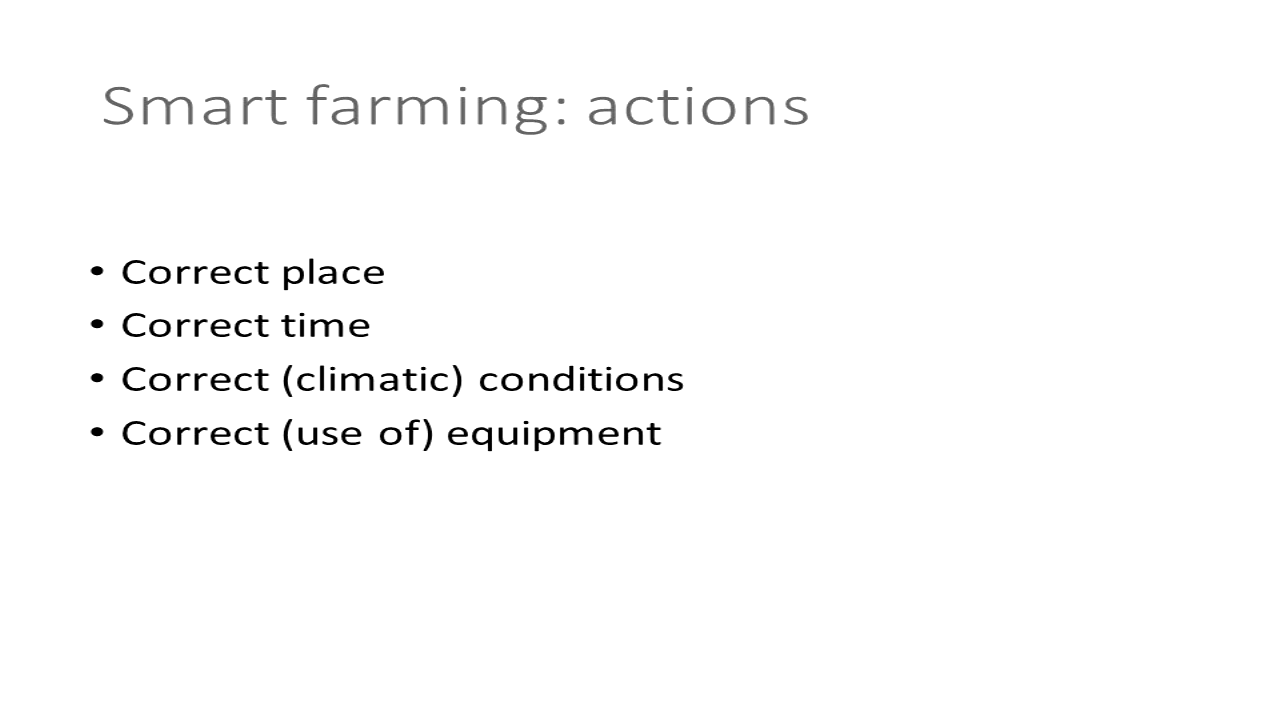 Smart farming: actions
• Correct place
• Correct time
• Correct (climatic) conditions
• Correct (use of) equipment